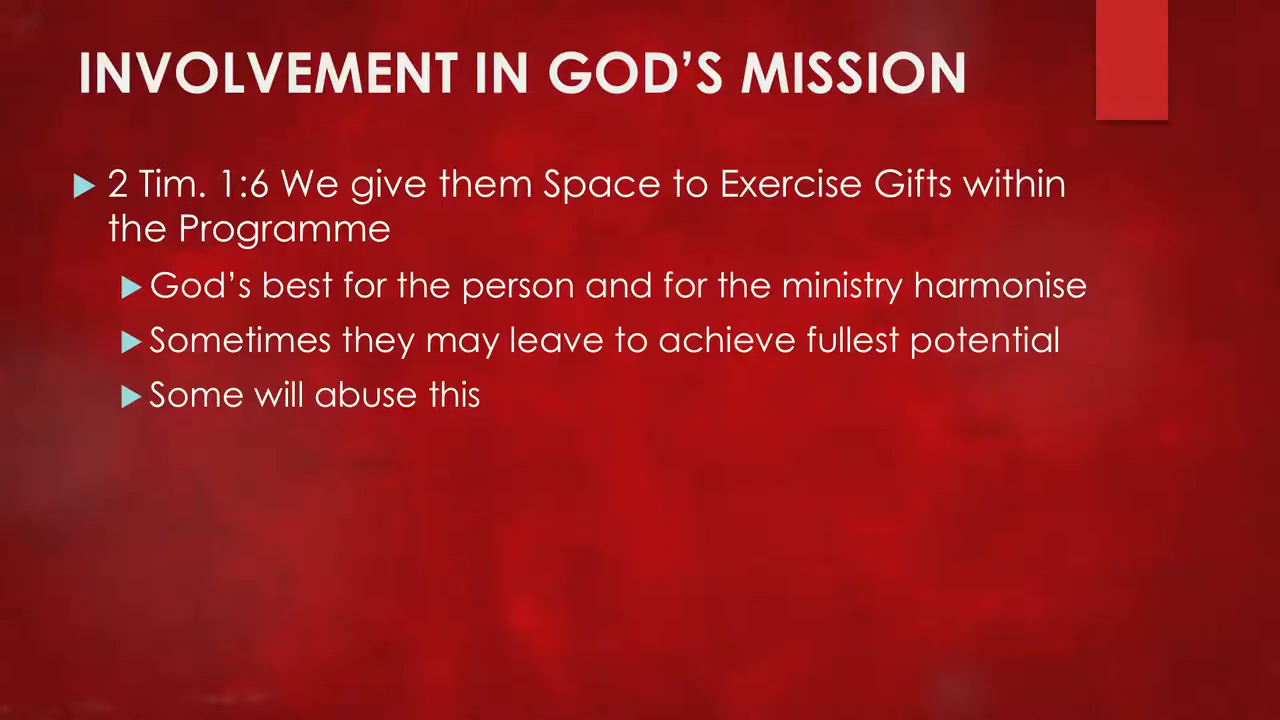 INVOLVEMENT IN GOD’S MISSION
2 Tim. 1:6 We give them Space to Exercise Gifts within
the Programme
God’s best for the person and for the ministry harmonise
Sometimes they may leave to achieve fullest potential
Some will abuse this